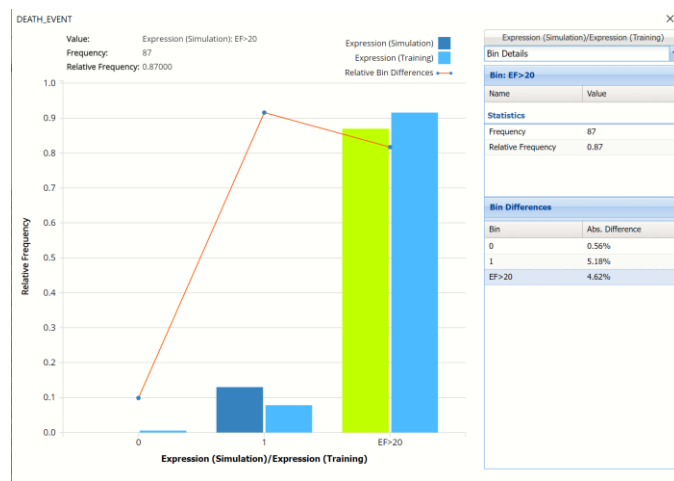 DEATH_EVENT
Value: Expression (Simulation): EF>20
Frequency: 87
Relative Frequency: 0.87000
Expression (Simulation)
Expression (Training)
Relative Bin Differences
1.0
0.9
0.8
0.7
0.6
0.5
0.4
0.3
0.2
0.1
0.0
Relative Frequency
0 1 EF>20
Expression (Simulation)/Expression (Training)
Expression (Simulation)/Expression (Training)
Bin Details
Bin: EF>20
Name Value
Statistics
Frequency 87
Relative Frequency 0.87
Bin Differences
Bin Abs. Difference
0 0.56%
1 5.18%
EF>20 4.62%